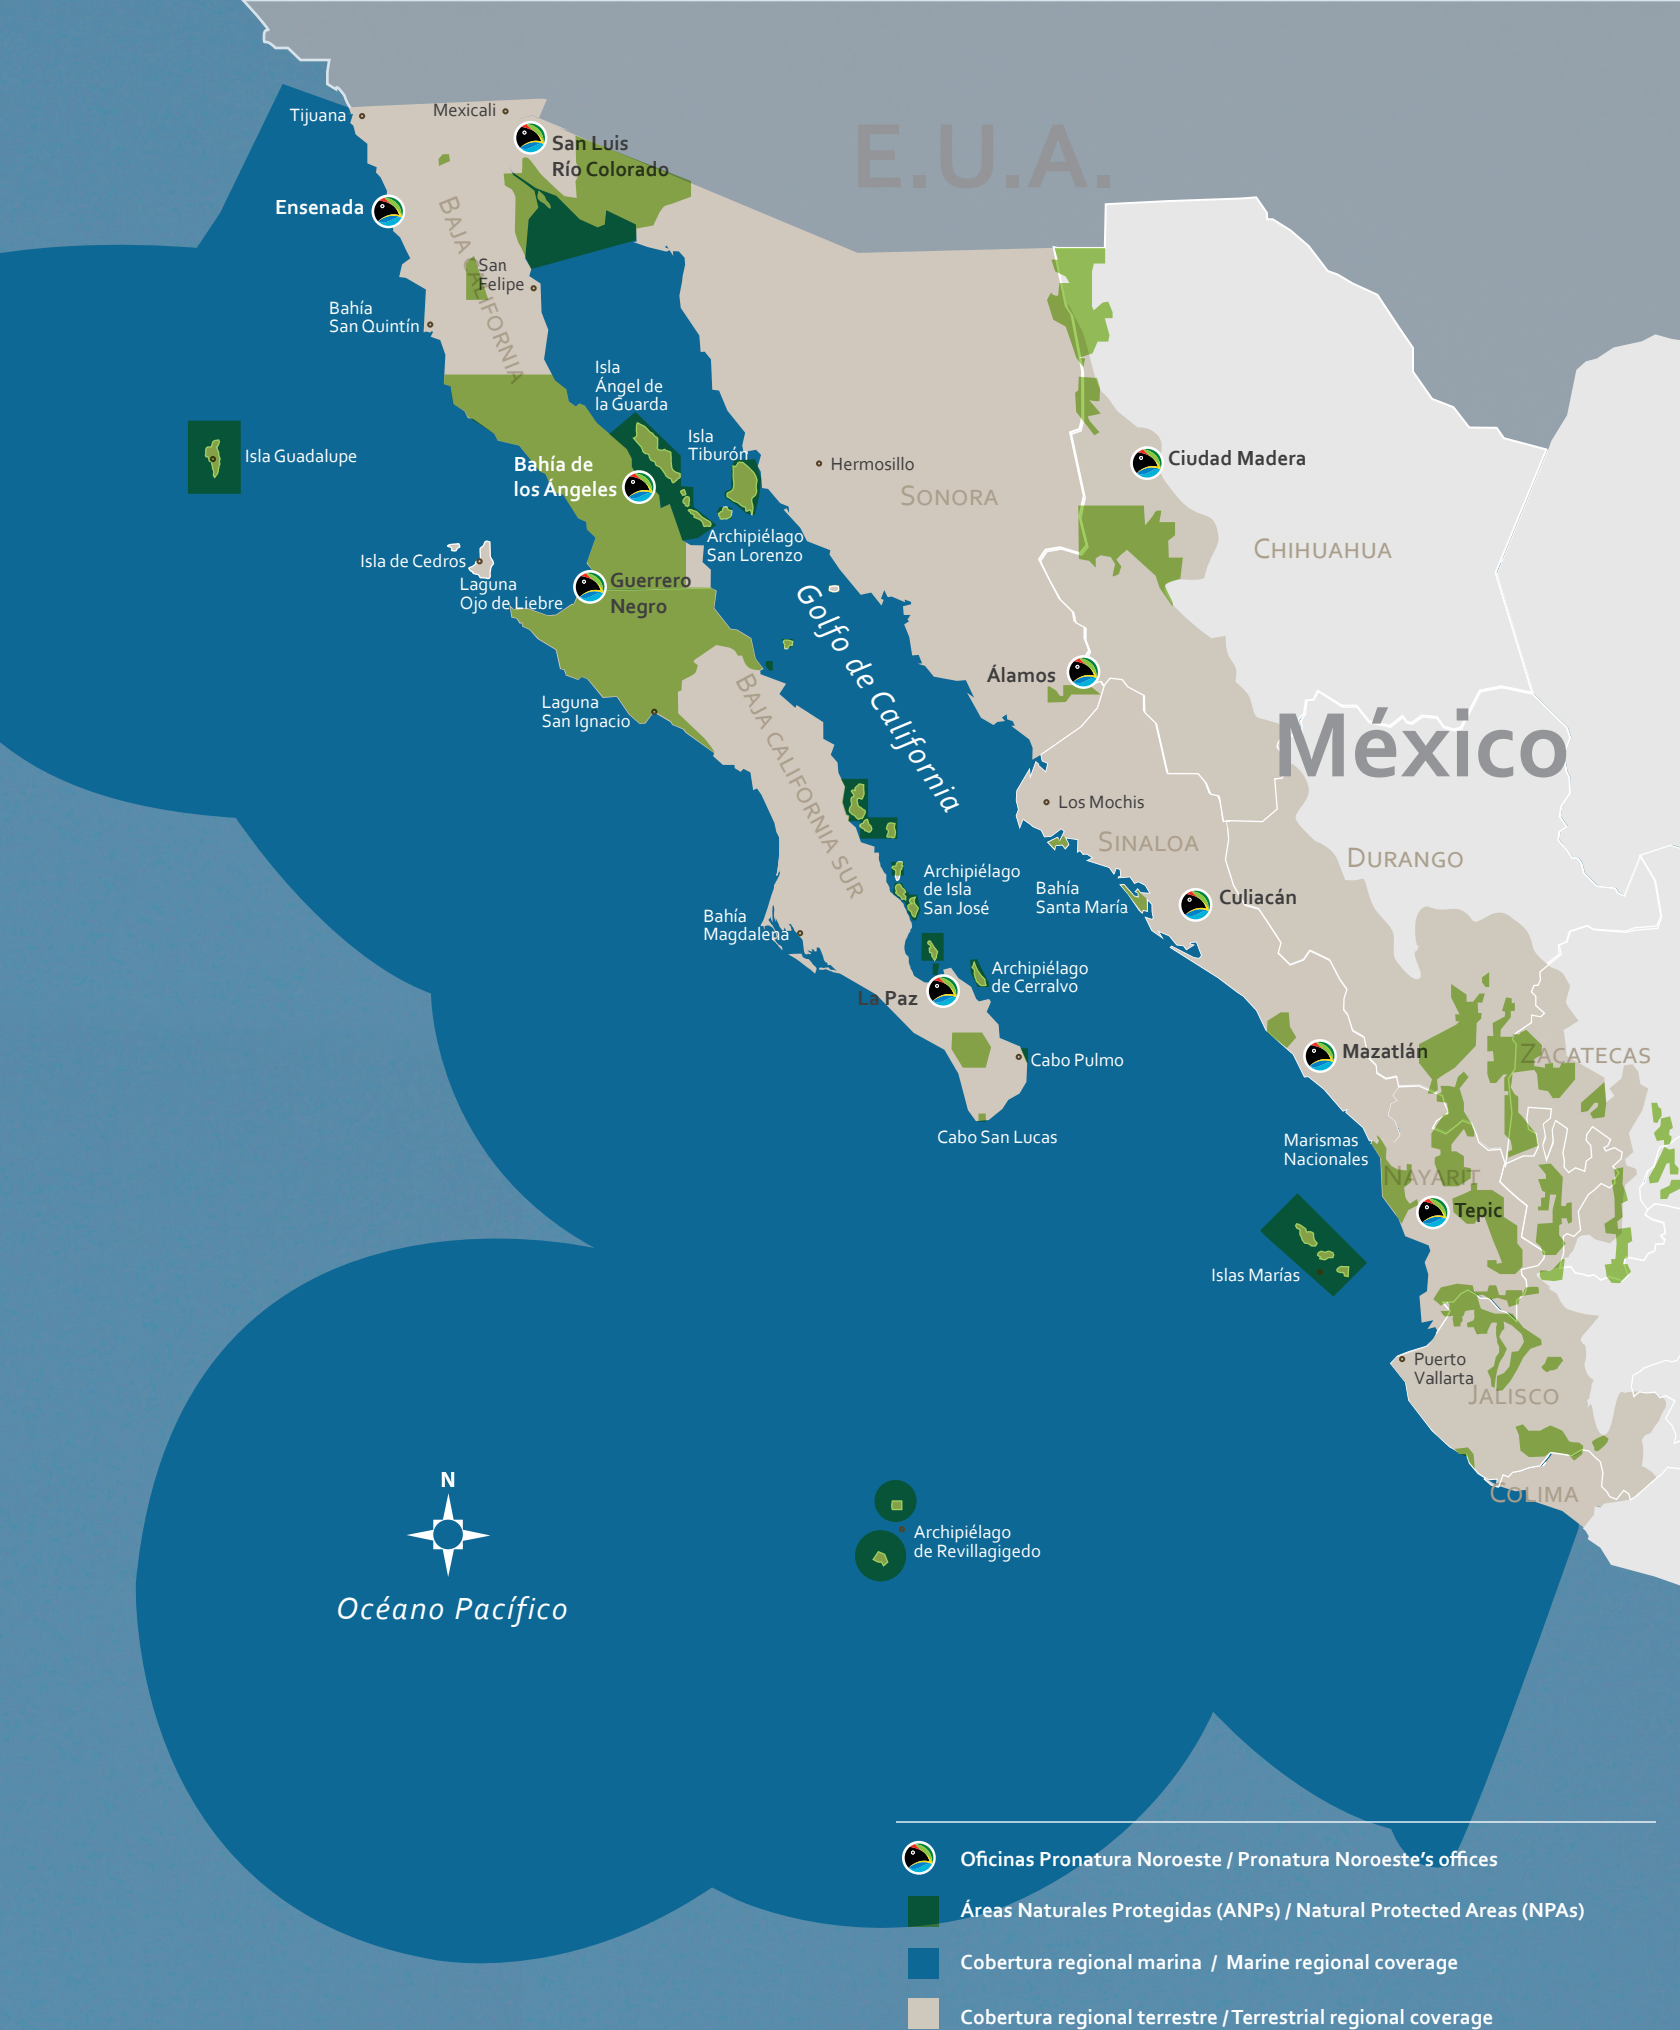 E.U.A.
Tijuana
Mexicali
San Luis
Río Colorado
Ensenada
BAJA CALIFORNIA
San
Felipe
Bahía
San Quintín
Isla
Ángel de
la Guarda
Isla
Tiburón
Isla Guadalupe
Bahía de
los Ángeles
Hermosillo
SONORA
Ciudad Madera
CHIHUAHUA
Archipiélago
San Lorenzo
Isla de Cedros
Laguna
Ojo de Liebre
Guerrero
Negro
Golfo de California
Álamos
Laguna
San Ignacio
BAJA CALIFORNIA SUR
México
Los Mochis
SINALOA
DURANGO
Archipiélago
de Isla
San José
Bahía
Santa María
Culiacán
Bahía
Magdalena
Archipiélago
de Cerralvo
La Paz
Cabo Pulmo
Mazatlán
ZACATECAS
Cabo San Lucas
Marismas
Nacionales
NAYARIT
Tepic
Islas Marías
Puerto
Vallarta
JALISCO
COLIMA
N
Archipiélago
de Revillagigedo
Océano Pacífico
Oficinas Pronatura Noroeste / Pronatura Noroeste's offices
Áreas Naturales Protegidas (ANPs) / Natural Protected Areas (NPAs)
Cobertura regional marina / Marine regional coverage
Cobertura regional terrestre / Terrestrial regional coverage